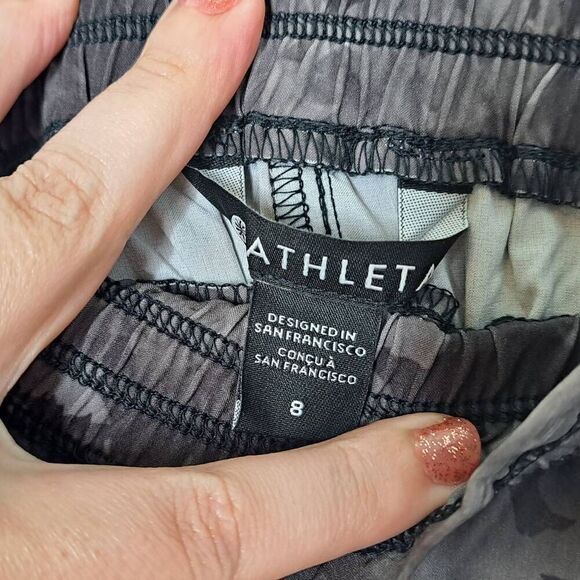 ATHLETA
DESIGNED IN
SAN FRANCISCO
CONÇU À
SAN FRANCISCO
8